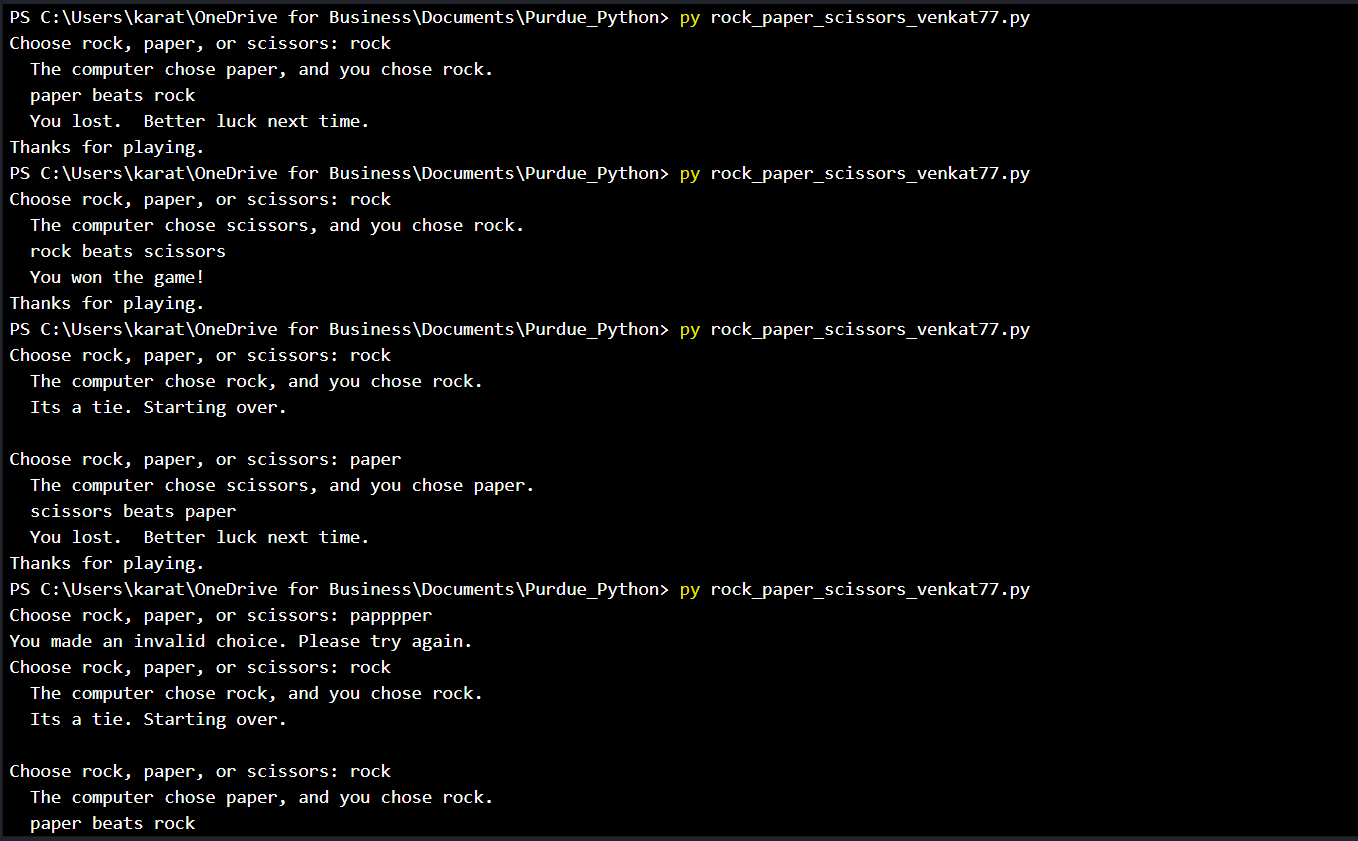 PS C:\Users\karat\OneDrive for Business\Documents\Purdue_Python> py rock_paper_scissors_venkat77.py
Choose rock, paper, or scissors: rock
  The computer chose paper, and you chose rock.
  paper beats rock
  You lost.  Better luck next time.
Thanks for playing.
PS C:\Users\karat\OneDrive for Business\Documents\Purdue_Python> py rock_paper_scissors_venkat77.py
Choose rock, paper, or scissors: rock
  The computer chose scissors, and you chose rock.
  rock beats scissors
  You won the game!
Thanks for playing.
PS C:\Users\karat\OneDrive for Business\Documents\Purdue_Python> py rock_paper_scissors_venkat77.py
Choose rock, paper, or scissors: rock
  The computer chose rock, and you chose rock.
  Its a tie. Starting over.

Choose rock, paper, or scissors: paper
  The computer chose scissors, and you chose paper.
  scissors beats paper
  You lost.  Better luck next time.
Thanks for playing.
PS C:\Users\karat\OneDrive for Business\Documents\Purdue_Python> py rock_paper_scissors_venkat77.py
Choose rock, paper, or scissors: papppper
You made an invalid choice. Please try again.
Choose rock, paper, or scissors: rock
  The computer chose rock, and you chose rock.
  Its a tie. Starting over.

Choose rock, paper, or scissors: rock
  The computer chose paper, and you chose rock.
  paper beats rock